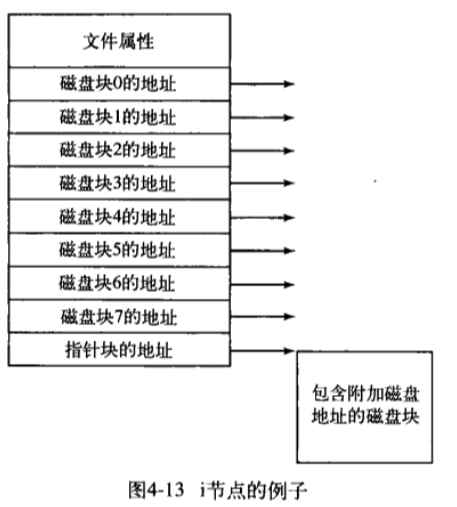 文件属性
磁盘块0的地址
磁盘块1的地址
磁盘块2的地址
磁盘块3的地址
磁盘块4的地址
磁盘块5的地址
磁盘块6的地址
磁盘块7的地址
指针块的地址
包含附加磁盘
地址的磁盘块
图4-13 i节点的例子